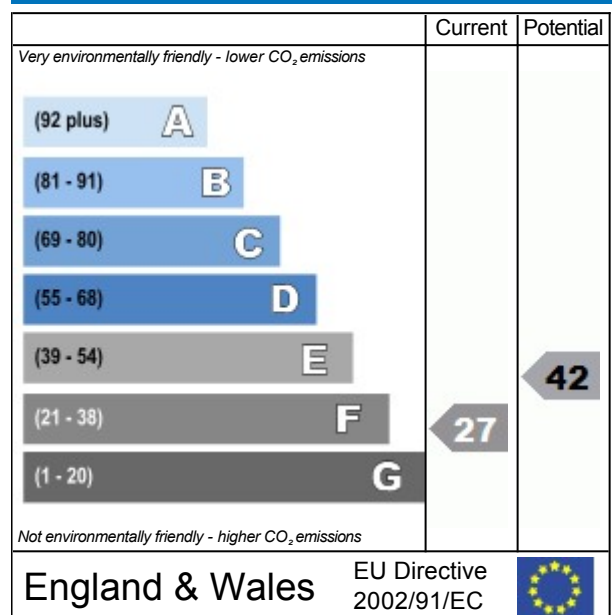 Current Potential
Very environmentally friendly - lower CO₂ emissions
(92 plus) A
(81 - 91) B
(69 - 80) C
(55 - 68) D
(39 - 54) E
42
(21 - 38) F
27
(1 - 20) G
Not environmentally friendly - higher CO₂ emissions
England & Wales
EU Directive
2002/91/EC